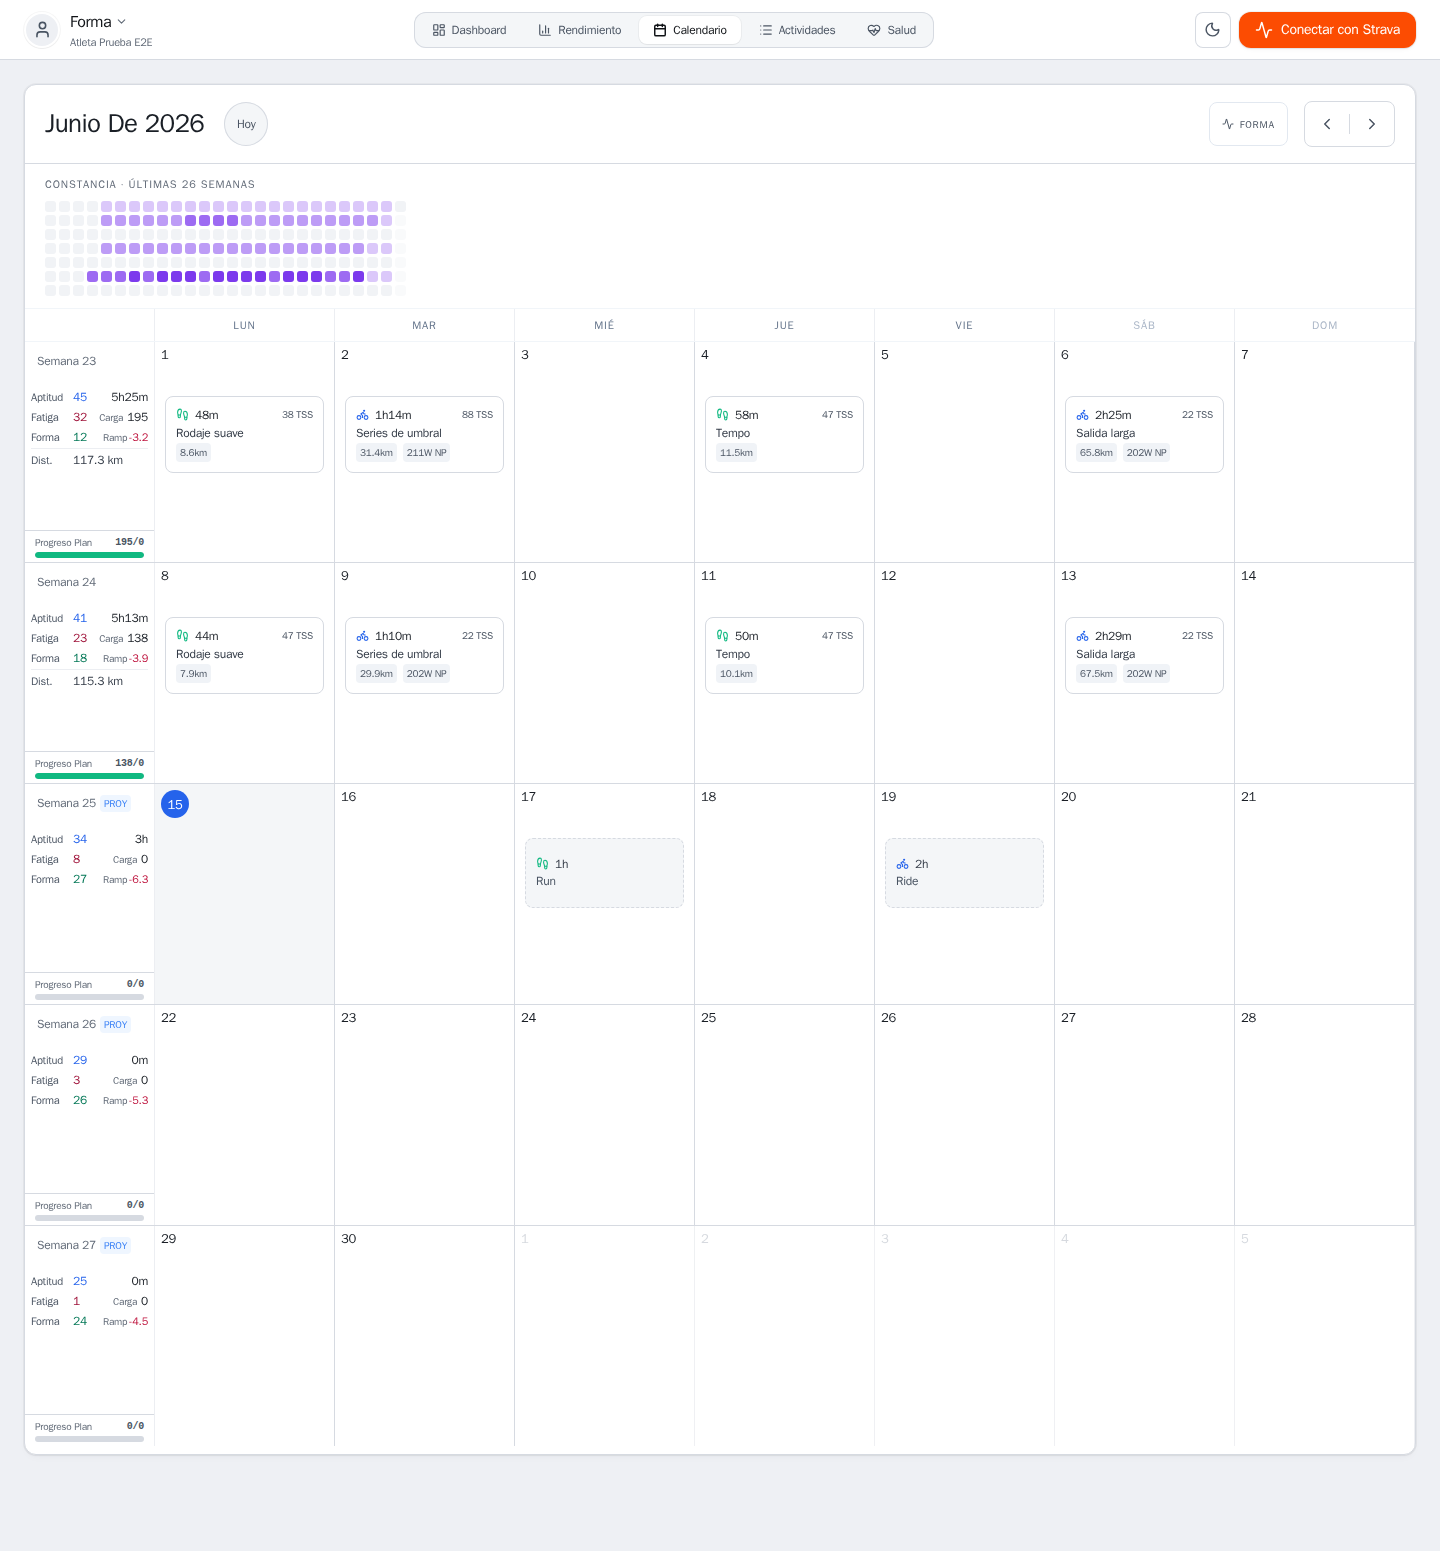 Forma
Atleta Prueba E2E
Dashboard
Rendimiento
Calendario
Actividades
Salud
Conectar con Strava
Junio De 2026
Hoy
FORMA
CONSTANCIA · ÚLTIMAS 26 SEMANAS
LUN MAR MIÉ JUE VIE SÁB DOM
Semana 23
Aptitud 45 5h25m
Fatiga 32 Carga 195
Forma 12 Ramp -3.2
Dist. 117.3 km
Progreso Plan 195/0
1
48m 38 TSS
Rodaje suave
8.6km
2
1h14m 88 TSS
Series de umbral
31.4km 211W NP
3
4
58m 47 TSS
Tempo
11.5km
5
6
2h25m 22 TSS
Salida larga
65.8km 202W NP
7
Semana 24
Aptitud 41 5h13m
Fatiga 23 Carga 138
Forma 18 Ramp -3.9
Dist. 115.3 km
Progreso Plan 138/0
8
44m 47 TSS
Rodaje suave
7.9km
9
1h10m 22 TSS
Series de umbral
29.9km 202W NP
10
11
50m 47 TSS
Tempo
10.1km
12
13
2h29m 22 TSS
Salida larga
67.5km 202W NP
14
Semana 25 PROY
Aptitud 34 3h
Fatiga 8 Carga 0
Forma 27 Ramp -6.3
Progreso Plan 0/0
15
16
17
1h
Run
18
19
2h
Ride
20
21
Semana 26 PROY
Aptitud 29 0m
Fatiga 3 Carga 0
Forma 26 Ramp -5.3
Progreso Plan 0/0
22
23
24
25
26
27
28
Semana 27 PROY
Aptitud 25 0m
Fatiga 1 Carga 0
Forma 24 Ramp -4.5
Progreso Plan 0/0
29
30
1
2
3
4
5